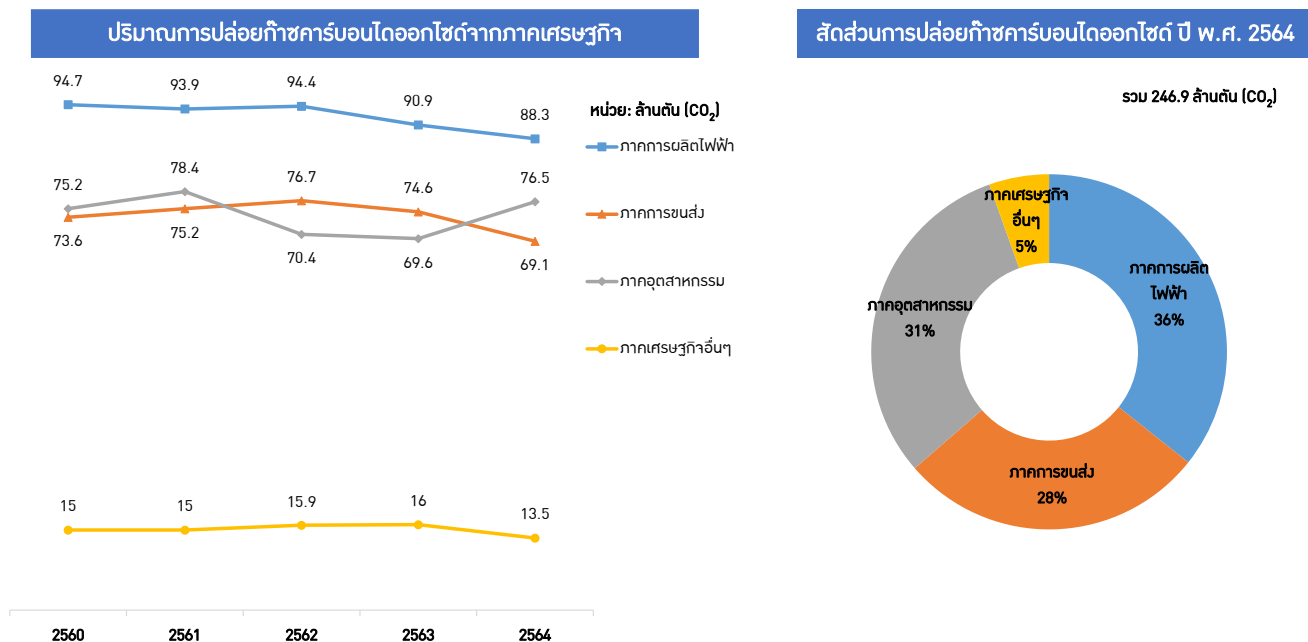 ปริมาณการปล่อยก๊าซคาร์บอนไดออกไซด์จากภาคเศรษฐกิจ
94.7
93.9
94.4
90.9
88.3
75.2
78.4
76.7
74.6
76.5
73.6
75.2
70.4
69.6
69.1
15
15
15.9
16
13.5
2560
2561
2562
2563
2564
หน่วย: ล้านตัน (CO₂)
ภาคการผลิตไฟฟ้า
ภาคการขนส่ง
ภาคอุตสาหกรรม
ภาคเศรษฐกิจอื่นๆ
สัดส่วนการปล่อยก๊าซคาร์บอนไดออกไซด์ ปี พ.ศ. 2564
รวม 246.9 ล้านตัน (CO₂)
ภาคเศรษฐกิจ
อื่นๆ
5%
ภาคการผลิต
ไฟฟ้า
36%
ภาคอุตสาหกรรม
31%
ภาคการขนส่ง
28%